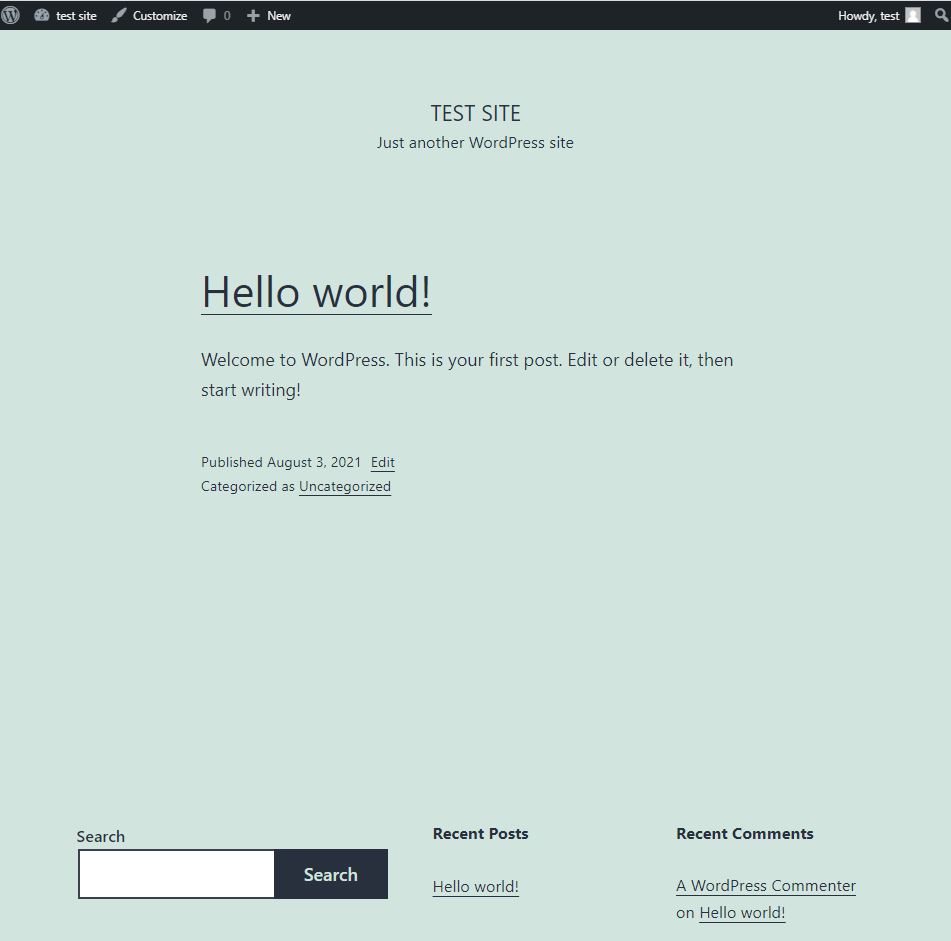 test site Customize 0 New Howdy, test
TEST SITE
Just another WordPress site
Hello world!
Welcome to WordPress. This is your first post. Edit or delete it, then
start writing!
Published August 3, 2021 Edit
Categorized as Uncategorized
Search
Search
Recent Posts
Hello world!
Recent Comments
A WordPress Commenter
on Hello world!